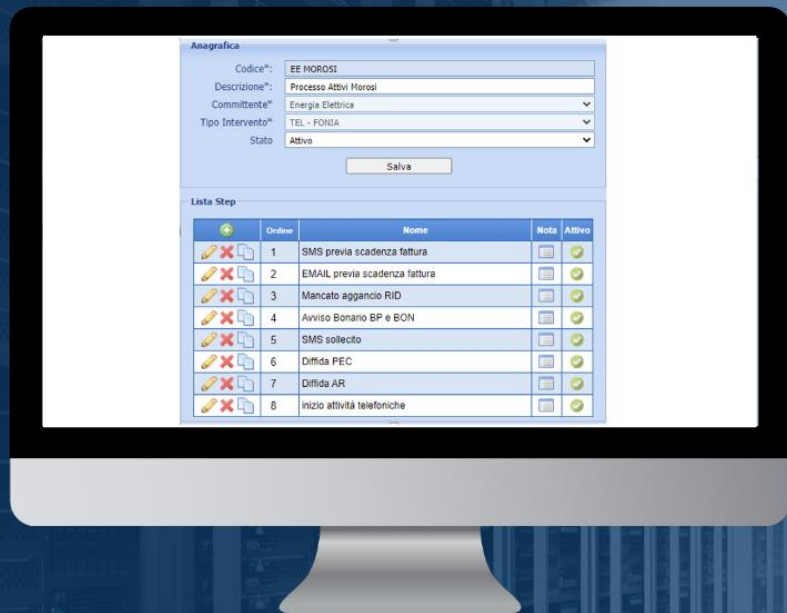 Anagrafica
Codice*: EE MOROSI
Descrizione*: Processo Attivi Morosi
Committente* Energia Elettrica
Tipo Intervento* TEL - FONIA
Stato Attivo
Salva
Lista Step
Ordine Nome Nota Attivo
1 SMS previa scadenza fattura
2 EMAIL previa scadenza fattura
3 Mancato aggancio RID
4 Avviso Bonario BP e BON
5 SMS sollecito
6 Diffida PEC
7 Diffida AR
8 inizio attività telefoniche